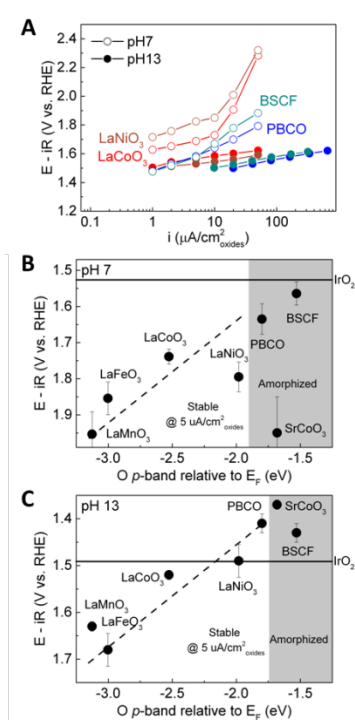 A
pH7
pH13
E - iR (V vs. RHE)
2.4
2.2
2.0
1.8
1.6
1.4
LaNiO3
LaCoO3
BSCF
PBCO
0.1 1 10 100
i (μA/cm²oxides)
B
pH 7
E - iR (V vs. RHE)
1.5
1.6
1.7
1.8
1.9
IrO2
LaCoO3
LaFeO3
LaMnO3
LaNiO3
PBCO
BSCF
Amorphized
Stable
@ 5 uA/cm²oxides
SrCoO3
-3.0 -2.5 -2.0 -1.5
O p-band relative to EF (eV)
C
pH 13
E - iR (V vs. RHE)
1.4
1.5
1.6
1.7
PBCO
SrCoO3
BSCF
IrO2
LaCoO3
LaNiO3
LaMnO3
LaFeO3
Stable
@ 5 uA/cm²oxides
Amorphized
-3.0 -2.5 -2.0 -1.5
O p-band relative to EF (eV)